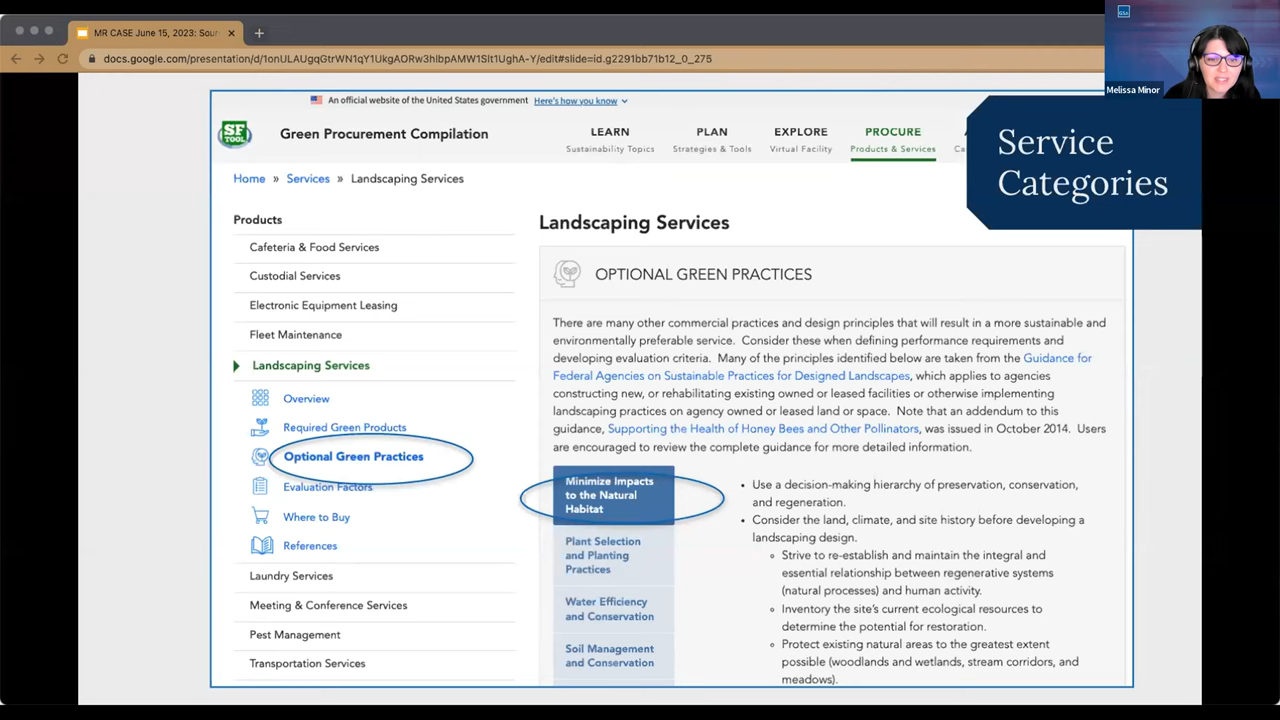 MR CASE June 15, 2023: Sour
docs.google.com/presentation/d/1onULAUgqGtrWN1qY1UkgAORw3hIbpAMW1SIt1UghA-Y/edit#slide=id.g2291bb71b12_0_275
GSA
Melissa Minor
An official website of the United States government Here's how you know
SF TOOL
Green Procurement Compilation
LEARN
Sustainability Topics
PLAN
Strategies & Tools
EXPLORE
Virtual Facility
PROCURE
Products & Services
Service
Categories
Home » Services » Landscaping Services
Products
Cafeteria & Food Services
Custodial Services
Electronic Equipment Leasing
Fleet Maintenance
Landscaping Services
Overview
Required Green Products
Optional Green Practices
Evaluation Factors
Where to Buy
References
Laundry Services
Meeting & Conference Services
Pest Management
Transportation Services
Landscaping Services
OPTIONAL GREEN PRACTICES
There are many other commercial practices and design principles that will result in a more sustainable and
environmentally preferable service. Consider these when defining performance requirements and
developing evaluation criteria. Many of the principles identified below are taken from the Guidance for
Federal Agencies on Sustainable Practices for Designed Landscapes, which applies to agencies
constructing new, or rehabilitating existing owned or leased facilities or otherwise implementing
landscaping practices on agency owned or leased land or space. Note that an addendum to this
guidance, Supporting the Health of Honey Bees and Other Pollinators, was issued in October 2014. Users
are encouraged to review the complete guidance for more detailed information.
Minimize Impacts
to the Natural
Habitat
Plant Selection
and Planting
Practices
Water Efficiency
and Conservation
Soil Management
and Conservation
• Use a decision-making hierarchy of preservation, conservation,
and regeneration.
• Consider the land, climate, and site history before developing a
landscaping design.
◦ Strive to re-establish and maintain the integral and
essential relationship between regenerative systems
(natural processes) and human activity.
◦ Inventory the site's current ecological resources to
determine the potential for restoration.
◦ Protect existing natural areas to the greatest extent
possible (woodlands and wetlands, stream corridors, and
meadows).